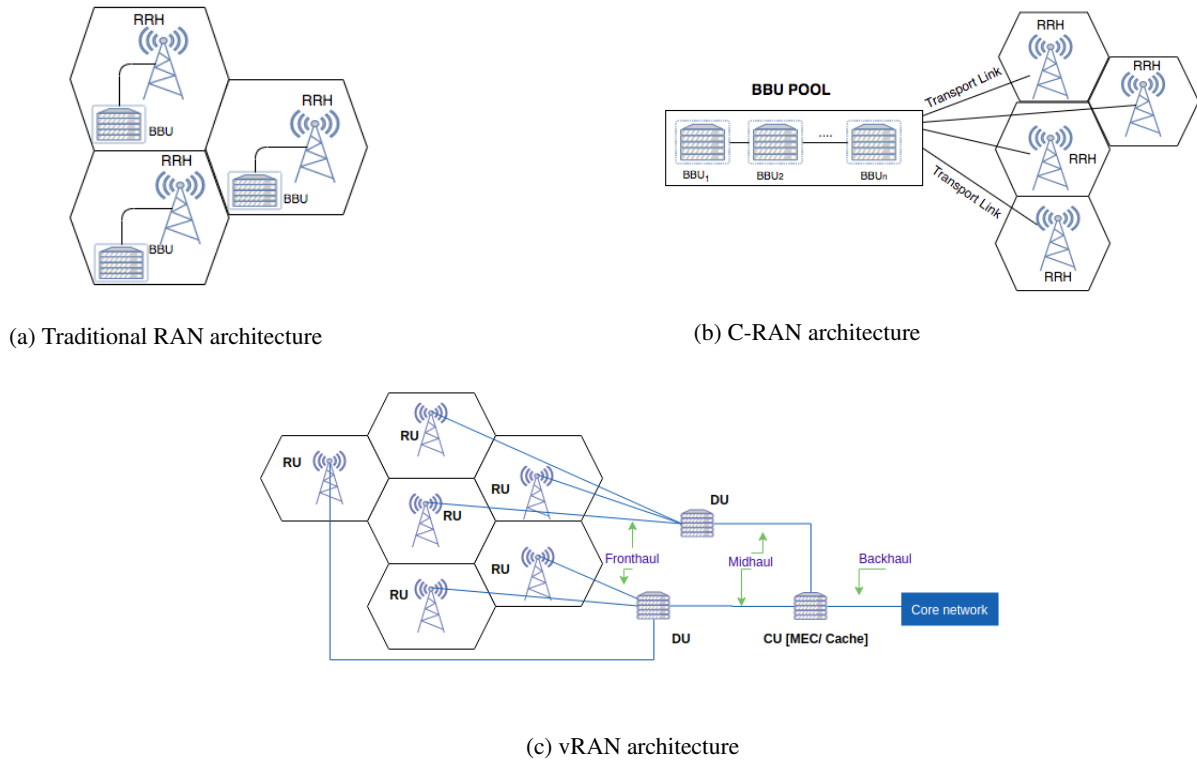 RRH
BBU
RRH
BBU
RRH
BBU
(a) Traditional RAN architecture
BBU POOL
BBU1
BBU2
....
BBUn
Transport Link
Transport Link
RRH
RRH
RRH
RRH
(b) C-RAN architecture
RU
RU
RU
RU
RU
RU
DU
Fronthaul
Midhaul
Backhaul
DU
CU [MEC/ Cache]
Core network
(c) vRAN architecture